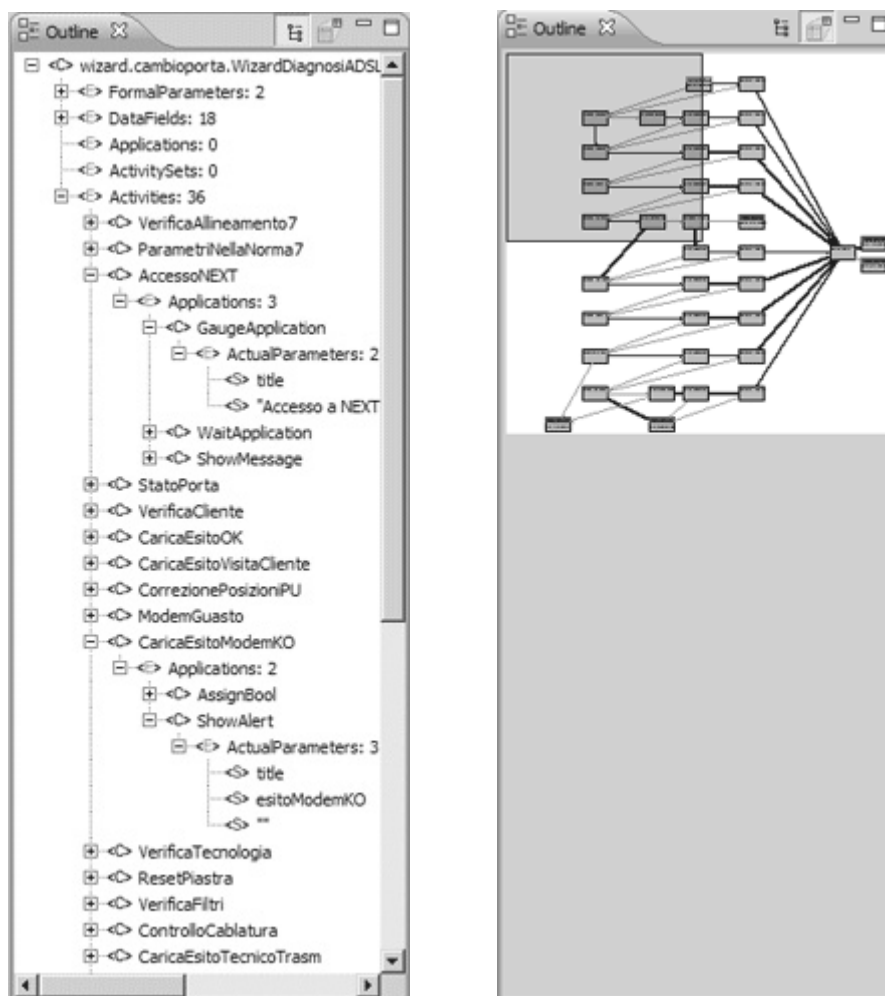 Outline
wizard.cambioporta.WizardDiagnosiADSL
FormalParameters: 2
DataFields: 18
Applications: 0
ActivitySets: 0
Activities: 36
VerificaAllineamento7
ParametriNellaNorma7
AccessoNEXT
Applications: 3
GaugeApplication
ActualParameters: 2
title
"Accesso a NEXT
WaitApplication
ShowMessage
StatoPorta
VerificaCliente
CaricaEsitoOK
CaricaEsitoVisitaCliente
CorrezionePosizioniPU
ModemGuasto
CaricaEsitoModemKO
Applications: 2
AssignBool
ShowAlert
ActualParameters: 3
title
esitoModemKO
""
VerificaTecnologia
ResetPiastra
VerificaFiltri
ControlloCablatura
CaricaEsitoTecnicoTrasm
Outline